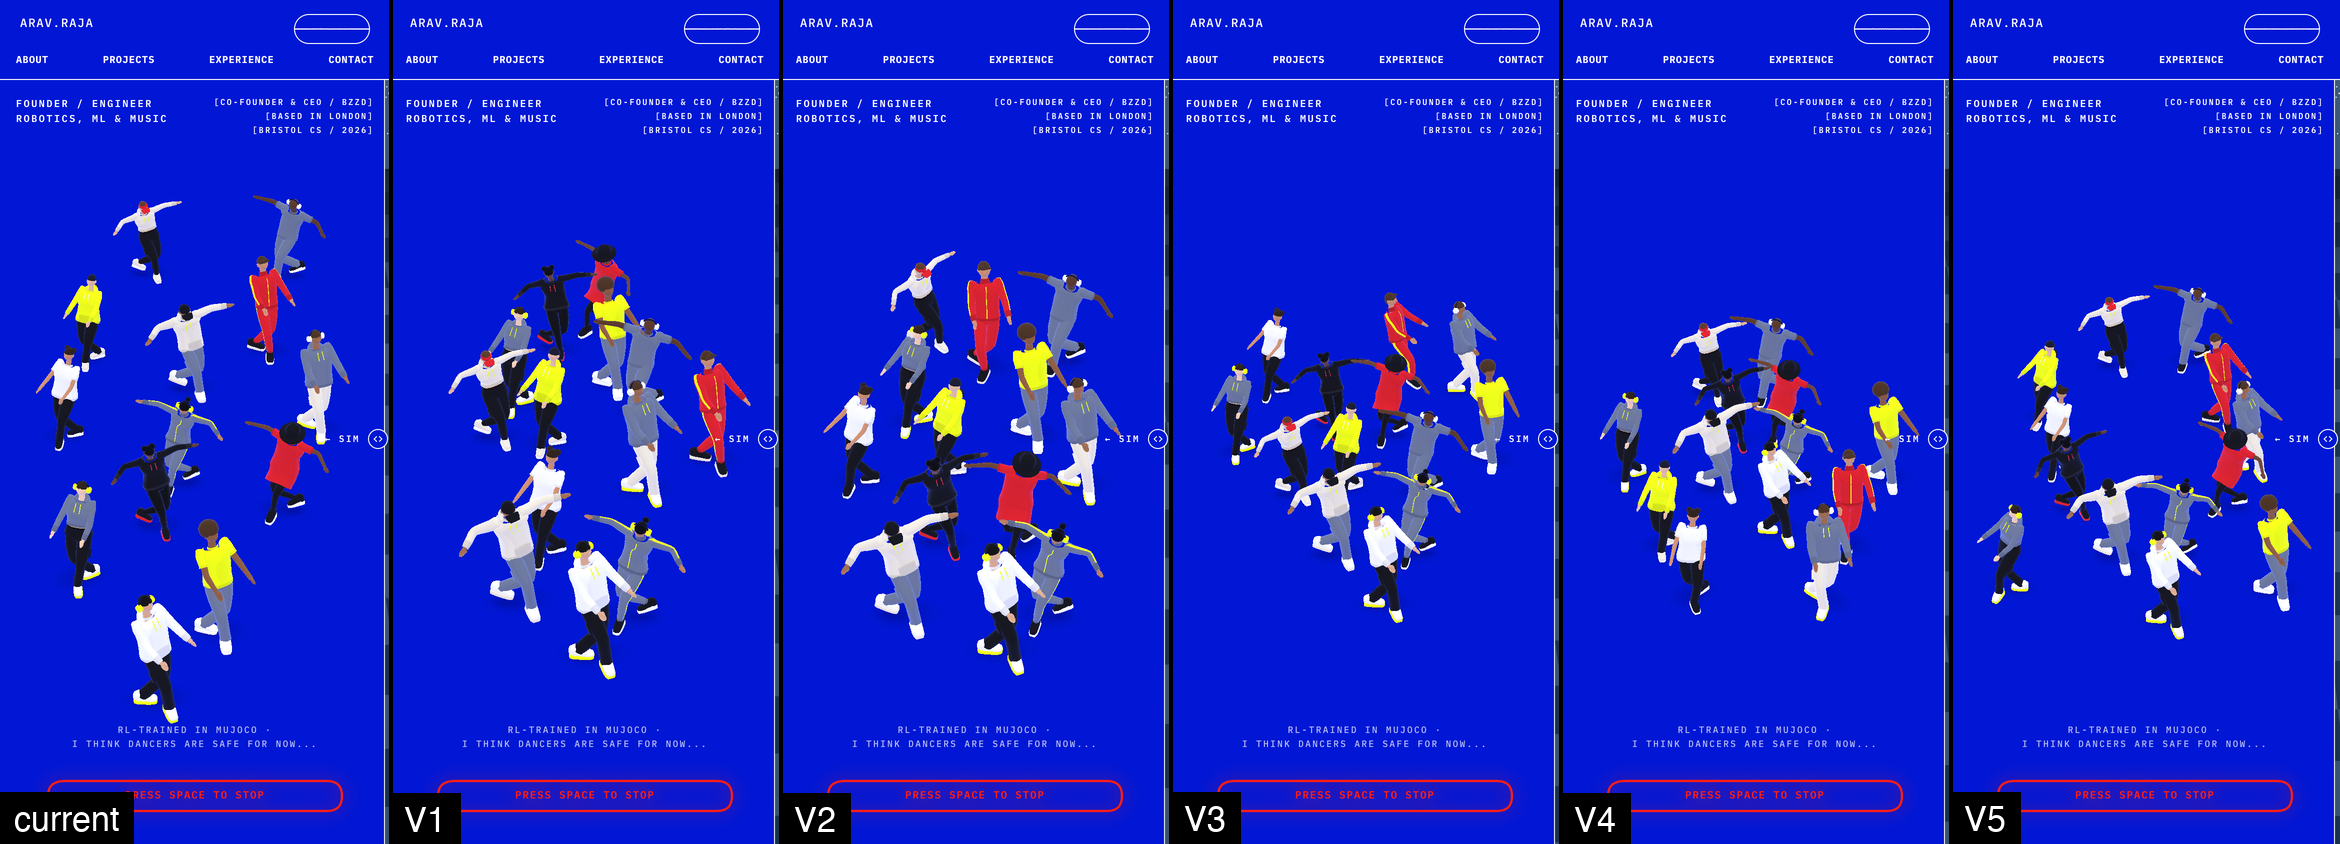 ARAV.RAJA
ABOUT PROJECTS EXPERIENCE CONTACT
FOUNDER / ENGINEER
ROBOTICS, ML & MUSIC
[CO-FOUNDER & CEO / BZZD]
[BASED IN LONDON]
[BRISTOL CS / 2026]
← SIM
RL-TRAINED IN MUJOCO ·
I THINK DANCERS ARE SAFE FOR NOW...
PRESS SPACE TO STOP
current
ARAV.RAJA
ABOUT PROJECTS EXPERIENCE CONTACT
FOUNDER / ENGINEER
ROBOTICS, ML & MUSIC
[CO-FOUNDER & CEO / BZZD]
[BASED IN LONDON]
[BRISTOL CS / 2026]
← SIM
RL-TRAINED IN MUJOCO ·
I THINK DANCERS ARE SAFE FOR NOW...
PRESS SPACE TO STOP
V1
ARAV.RAJA
ABOUT PROJECTS EXPERIENCE CONTACT
FOUNDER / ENGINEER
ROBOTICS, ML & MUSIC
[CO-FOUNDER & CEO / BZZD]
[BASED IN LONDON]
[BRISTOL CS / 2026]
← SIM
RL-TRAINED IN MUJOCO ·
I THINK DANCERS ARE SAFE FOR NOW...
PRESS SPACE TO STOP
V2
ARAV.RAJA
ABOUT PROJECTS EXPERIENCE CONTACT
FOUNDER / ENGINEER
ROBOTICS, ML & MUSIC
[CO-FOUNDER & CEO / BZZD]
[BASED IN LONDON]
[BRISTOL CS / 2026]
← SIM
RL-TRAINED IN MUJOCO ·
I THINK DANCERS ARE SAFE FOR NOW...
PRESS SPACE TO STOP
V3
ARAV.RAJA
ABOUT PROJECTS EXPERIENCE CONTACT
FOUNDER / ENGINEER
ROBOTICS, ML & MUSIC
[CO-FOUNDER & CEO / BZZD]
[BASED IN LONDON]
[BRISTOL CS / 2026]
SIM
RL-TRAINED IN MUJOCO ·
I THINK DANCERS ARE SAFE FOR NOW...
PRESS SPACE TO STOP
V4
ARAV.RAJA
ABOUT PROJECTS EXPERIENCE CONTACT
FOUNDER / ENGINEER
ROBOTICS, ML & MUSIC
[CO-FOUNDER & CEO / BZZD]
[BASED IN LONDON]
[BRISTOL CS / 2026]
← SIM
RL-TRAINED IN MUJOCO ·
I THINK DANCERS ARE SAFE FOR NOW...
PRESS SPACE TO STOP
V5